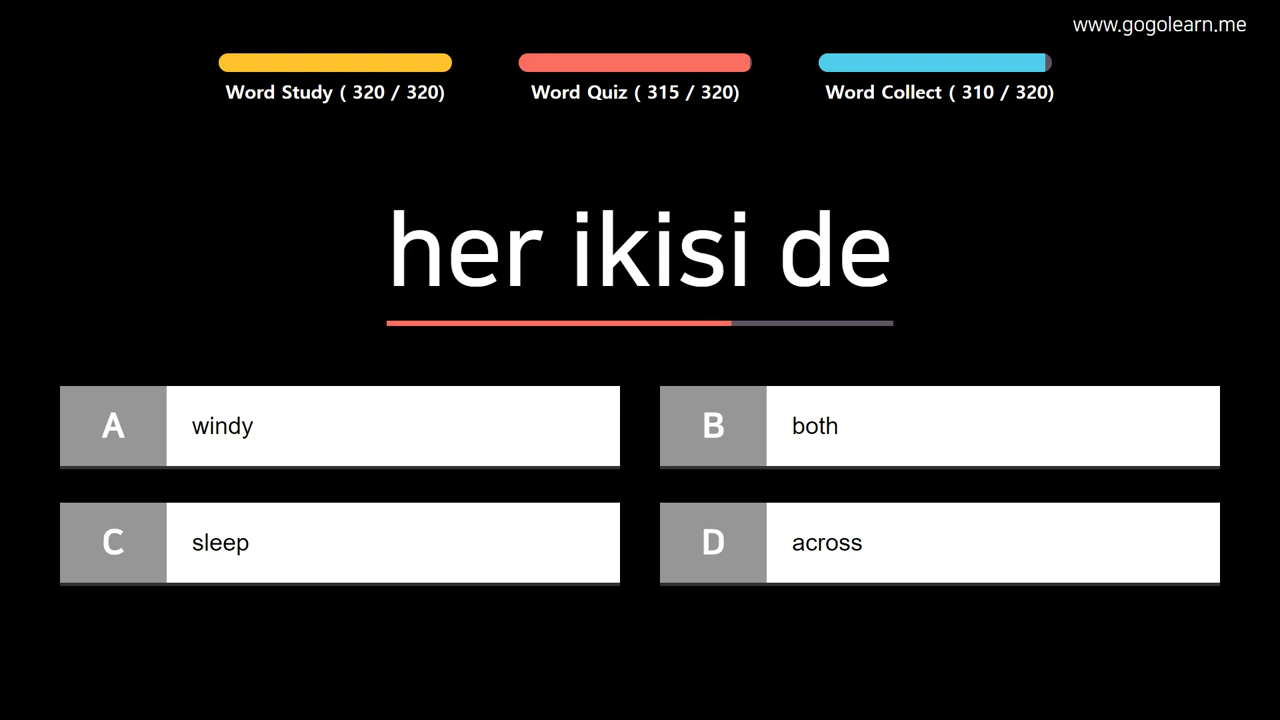 www.gogolearn.me
Word Study ( 320 / 320)
Word Quiz ( 315 / 320)
Word Collect ( 310 / 320)
her ikisi de
A windy
B both
C sleep
D across